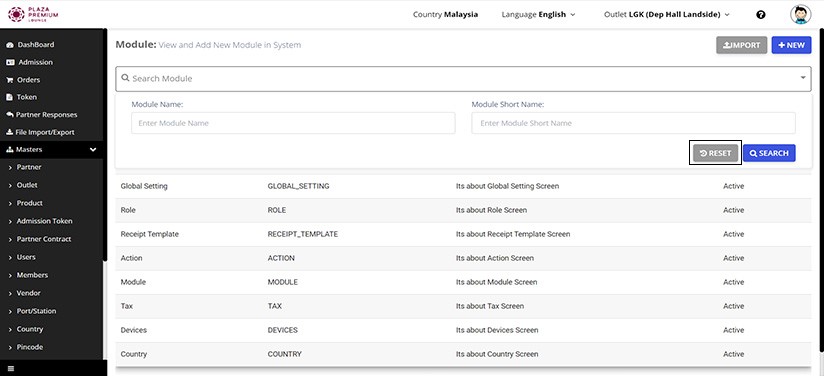 PLAZA
PREMIUM
LOUNGE
Country Malaysia
Language English
Outlet LGK (Dep Hall Landside)
DashBoard
Admission
Orders
Token
Partner Responses
File Import/Export
Masters
Partner
Outlet
Product
Admission Token
Partner Contract
Users
Members
Vendor
Port/Station
Country
Pincode
Module: View and Add New Module in System
IMPORT
NEW
Search Module
Module Name:
Module Short Name:
Enter Module Name
Enter Module Short Name
RESET
SEARCH
Global Setting GLOBAL_SETTING Its about Global Setting Screen Active
Role ROLE Its about Role Screen Active
Receipt Template RECEIPT_TEMPLATE Its about Receipt Template Screen Active
Action ACTION Its about Action Screen Active
Module MODULE Its about Module Screen Active
Tax TAX Its about Tax Screen Active
Devices DEVICES Its about Devices Screen Active
Country COUNTRY Its about Country Screen Active